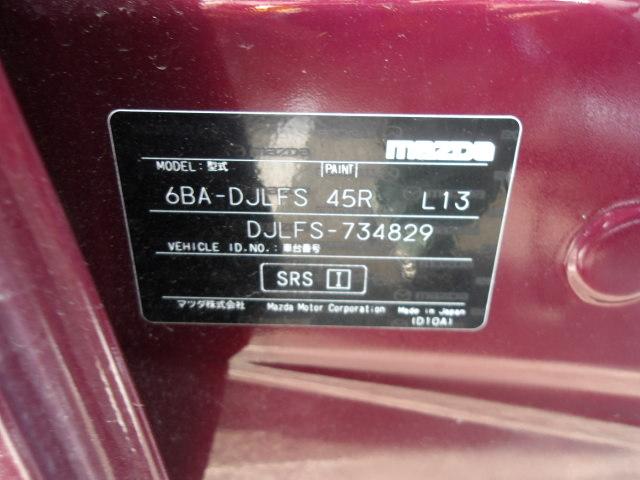 mazda
MODEL：型式 PAINT
6BA-DJLFS 45R L13
DJLFS-734829
VEHICLE ID.NO.：車台番号
SRS I
マツダ株式会社 Mazda Motor Corporation Made in Japan
(D10A)